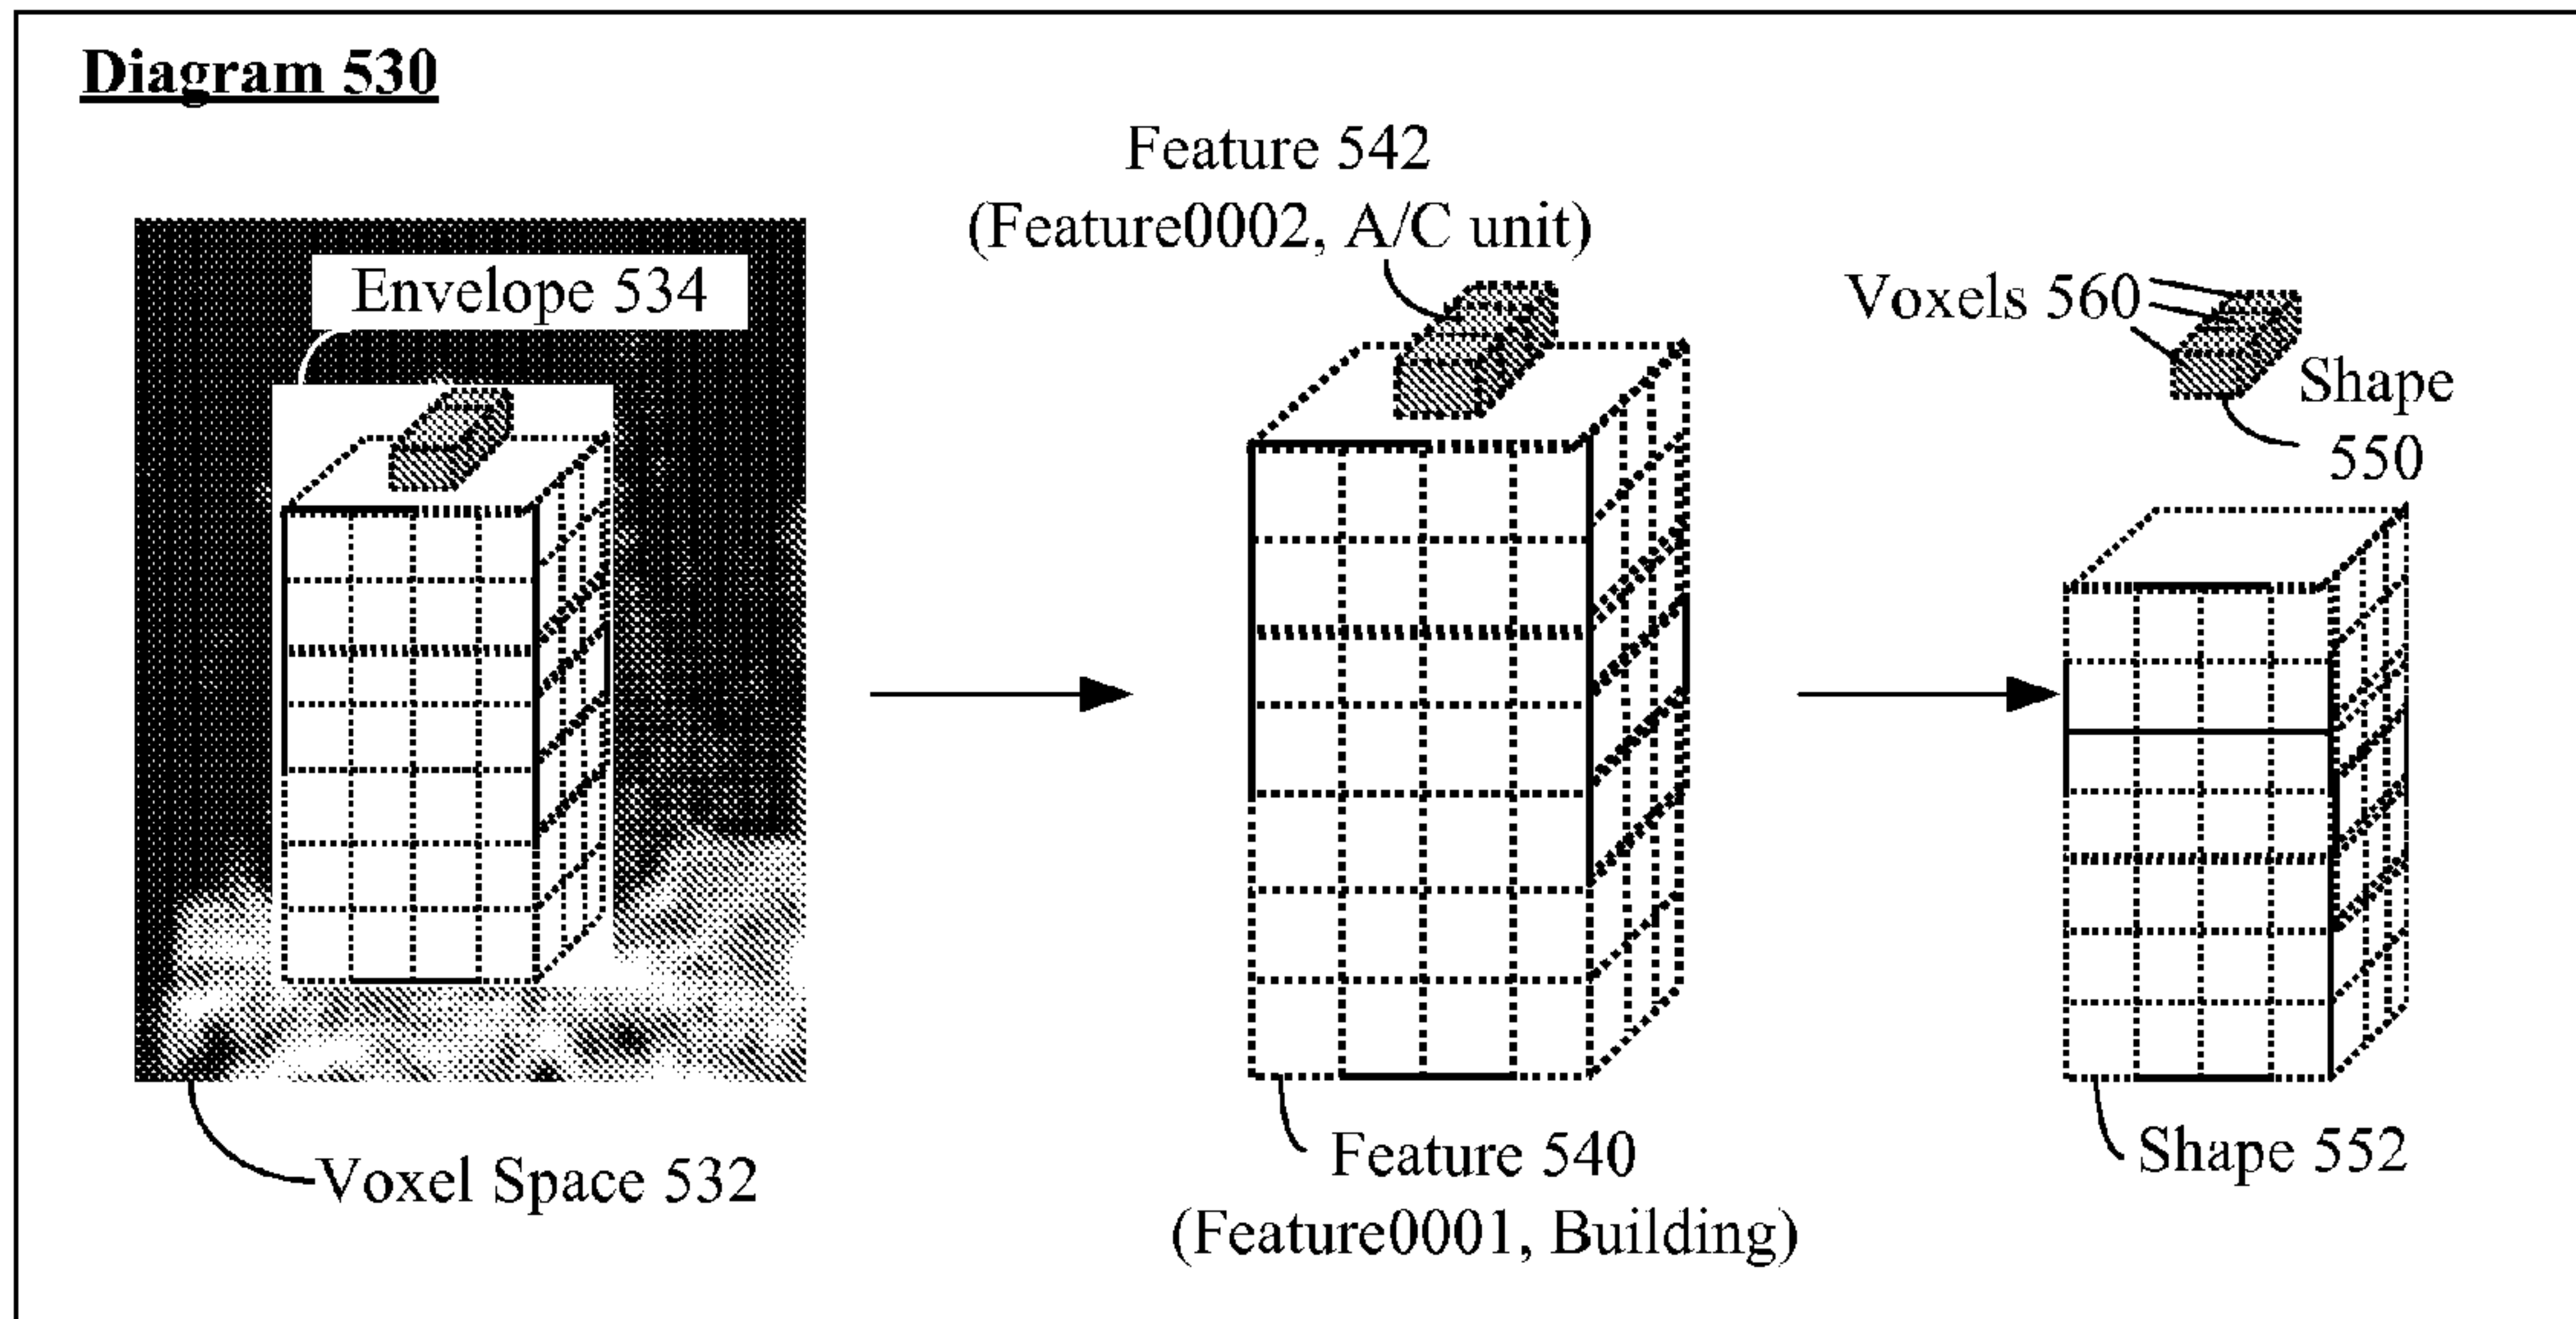 Diagram 530
Feature 542
(Feature0002, A/C unit)
Envelope 534
Voxels 560
Shape
550
Voxel Space 532
Feature 540
(Feature0001, Building)
Shape 552